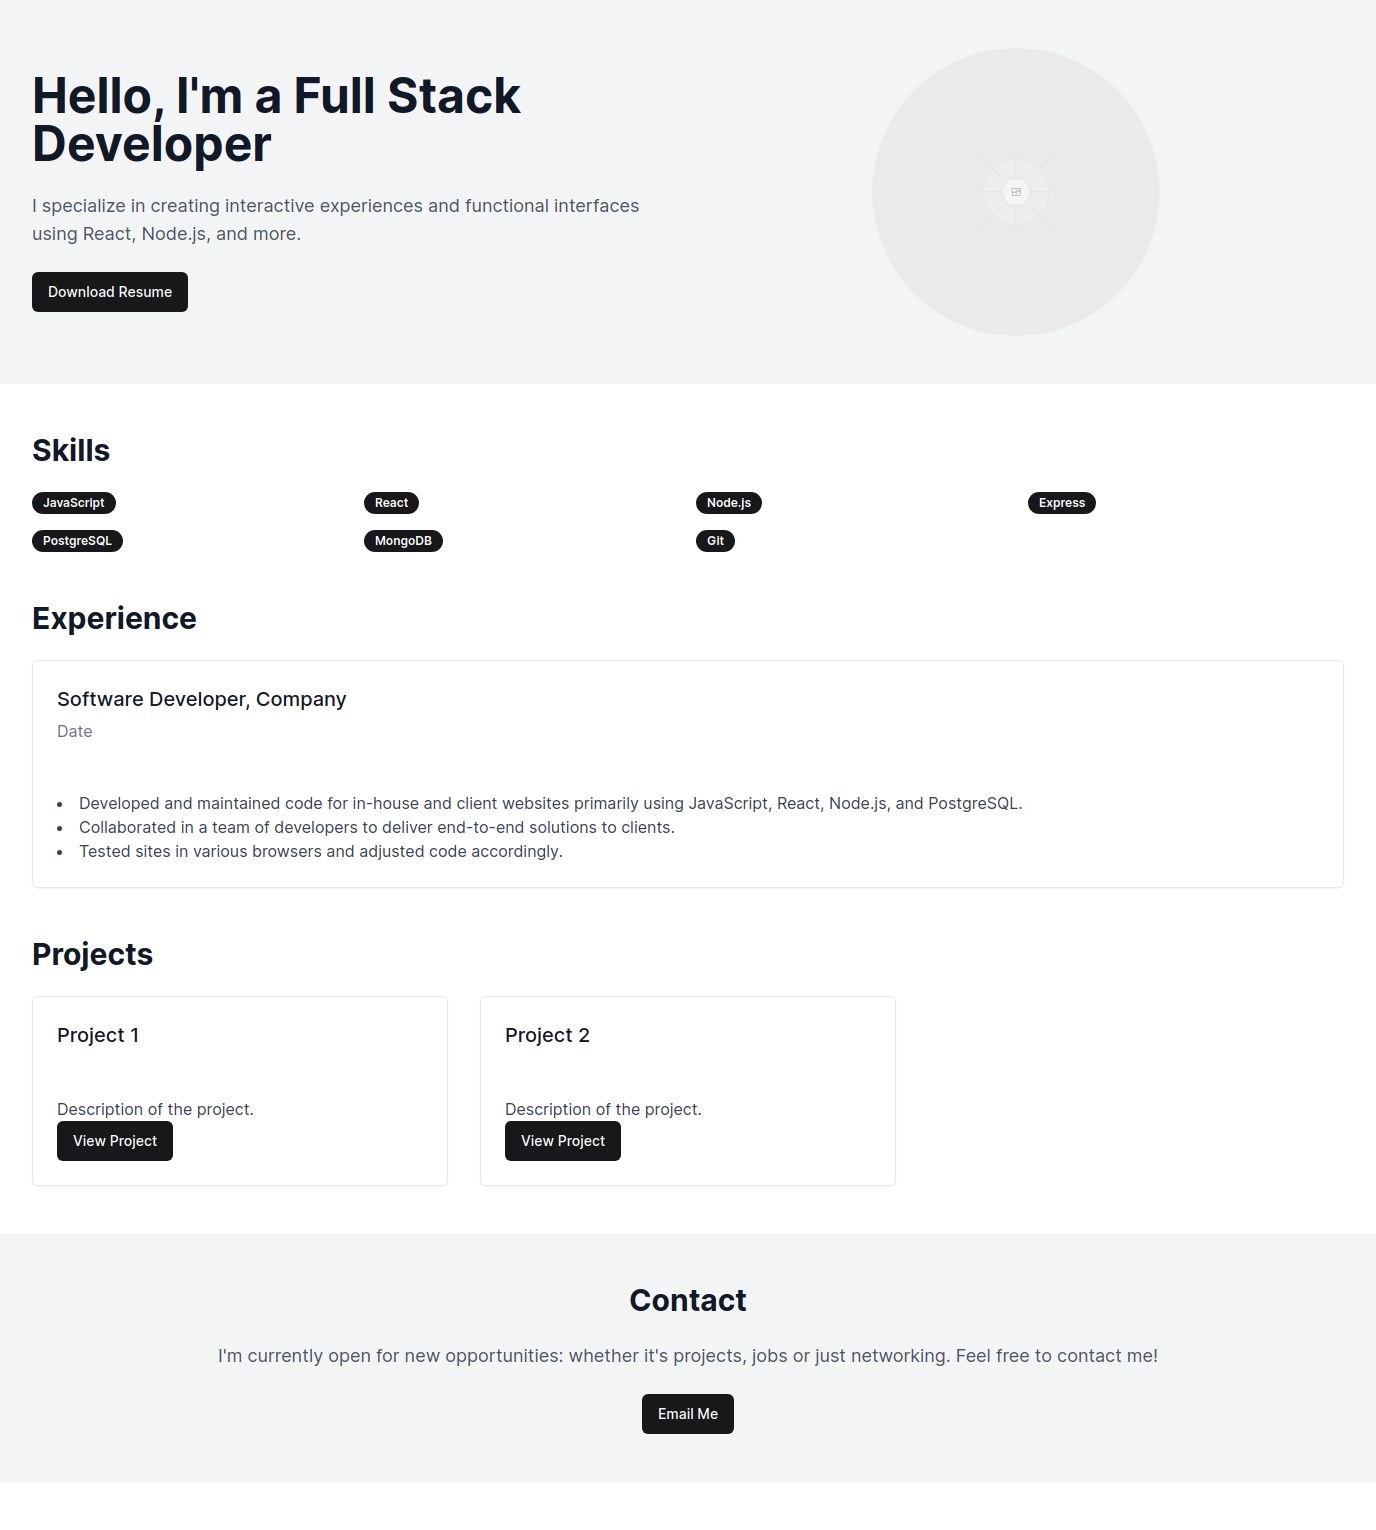 Hello, I'm a Full Stack
Developer
I specialize in creating interactive experiences and functional interfaces
using React, Node.js, and more.
Download Resume
Skills
JavaScript
React
Node.js
Express
PostgreSQL
MongoDB
Git
Experience
Software Developer, Company
Date
Developed and maintained code for in-house and client websites primarily using JavaScript, React, Node.js, and PostgreSQL.
Collaborated in a team of developers to deliver end-to-end solutions to clients.
Tested sites in various browsers and adjusted code accordingly.
Projects
Project 1
Description of the project.
View Project
Project 2
Description of the project.
View Project
Contact
I'm currently open for new opportunities: whether it's projects, jobs or just networking. Feel free to contact me!
Email Me